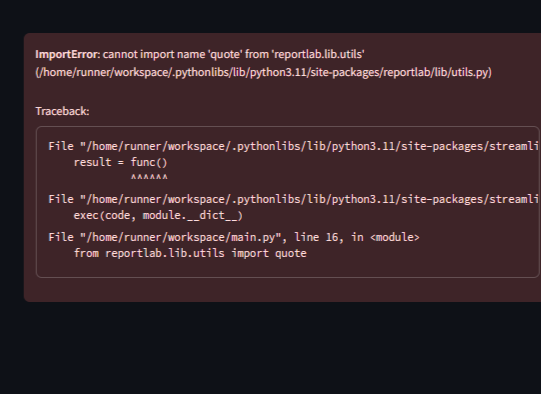 ImportError: cannot import name 'quote' from 'reportlab.lib.utils'
(/home/runner/workspace/.pythonlibs/lib/python3.11/site-packages/reportlab/lib/utils.py)
Traceback:
File "/home/runner/workspace/.pythonlibs/lib/python3.11/site-packages/streamli
result = func()
^^^^^^
File "/home/runner/workspace/.pythonlibs/lib/python3.11/site-packages/streamli
exec(code, module.__dict__)
File "/home/runner/workspace/main.py", line 16, in <module>
from reportlab.lib.utils import quote